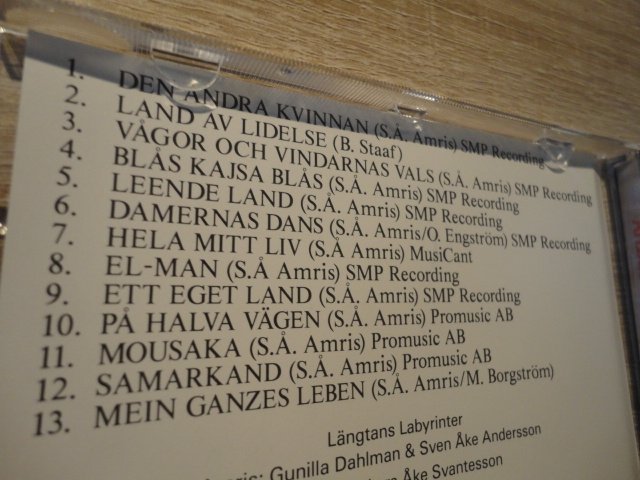 1. DEN ANDRA KVINNAN (S.Å. Amris) SMP Recording
2. LAND AV LIDELSE (B. Staaf)
3. VÅGOR OCH VINDARNAS VALS (S.Å. Amris) SMP Recording
4. BLÅS KAJSA BLÅS (S.Å. Amris) SMP Recording
5. LEENDE LAND (S.Å. Amris) SMP Recording
6. DAMERNAS DANS (S.Å. Amris/O. Engström) SMP Recording
7. HELA MITT LIV (S.Å Amris) MusiCant
8. EL-MAN (S.Å Amris) SMP Recording
9. ETT EGET LAND (S.Å. Amris) SMP Recording
10. PÅ HALVA VÄGEN (S.Å. Amris) Promusic AB
11. MOUSAKA (S.Å. Amris) Promusic AB
12. SAMARKAND (S.Å. Amris) Promusic AB
13. MEIN GANZES LEBEN (S.Å. Amris/M. Borgström)
Längtans Labyrinter
Gunilla Dahlman & Sven Åke Andersson
Åke Svantesson